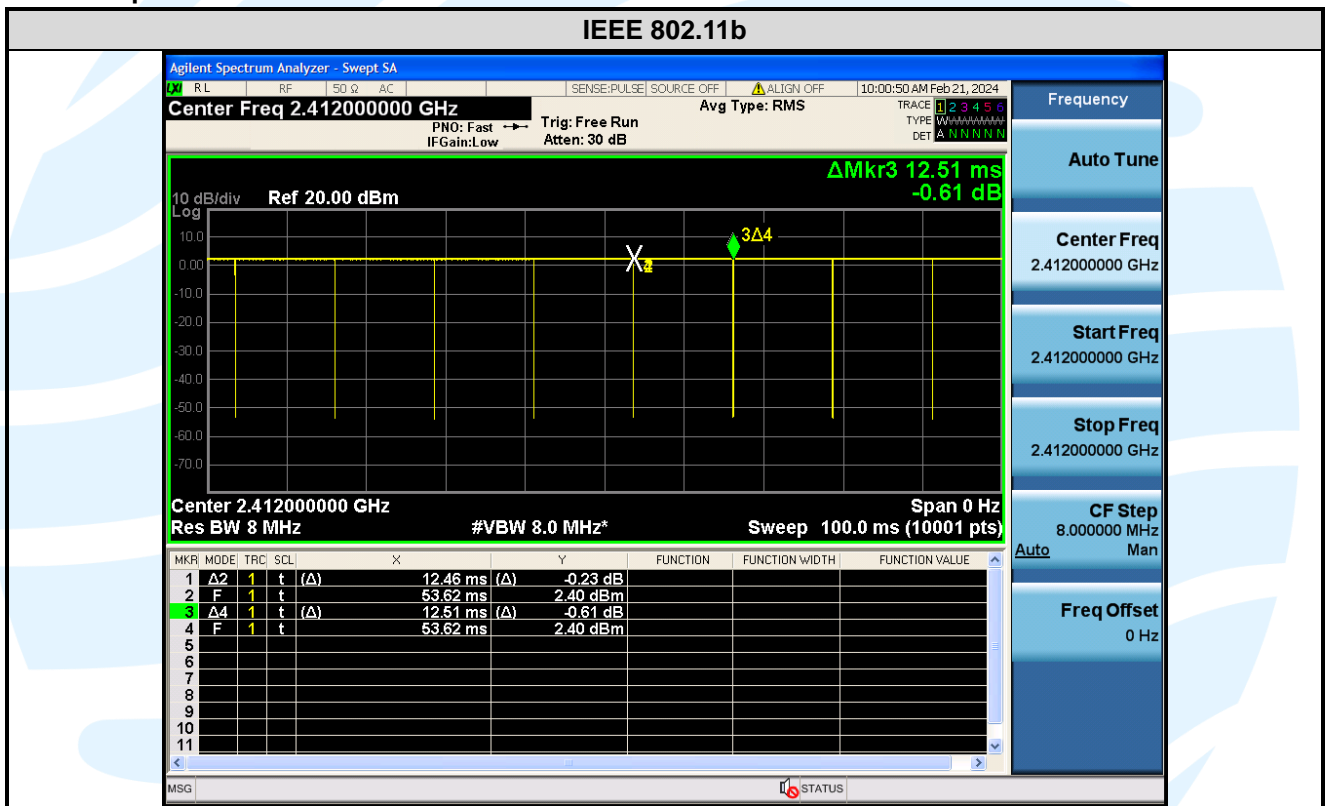 IEEE 802.11b
Agilent Spectrum Analyzer - Swept SA
LXI RL RF 50 Ω AC SENSE:PULSE SOURCE OFF ALIGN OFF 10:00:50 AM Feb 21, 2024
Center Freq 2.412000000 GHz
PNO: Fast
IFGain:Low
Trig: Free Run
Atten: 30 dB
Avg Type: RMS
TRACE 1 2 3 4 5 6
TYPE
DET A N N N N N
ΔMkr3 12.51 ms
-0.61 dB
10 dB/div Ref 20.00 dBm
Log
10.0
0.00
-10.0
-20.0
-30.0
-40.0
-50.0
-60.0
-70.0
3Δ4
Center 2.412000000 GHz Span 0 Hz
Res BW 8 MHz #VBW 8.0 MHz* Sweep 100.0 ms (10001 pts)
MKR MODE TRC SCL X Y FUNCTION FUNCTION WIDTH FUNCTION VALUE
1 Δ2 1 t (Δ) 12.46 ms (Δ) -0.23 dB
2 F 1 t 53.62 ms 2.40 dBm
3 Δ4 1 t (Δ) 12.51 ms (Δ) -0.61 dB
4 F 1 t 53.62 ms 2.40 dBm
5
6
7
8
9
10
11
MSG STATUS
Frequency
Auto Tune
Center Freq
2.412000000 GHz
Start Freq
2.412000000 GHz
Stop Freq
2.412000000 GHz
CF Step
8.000000 MHz
Auto Man
Freq Offset
0 Hz